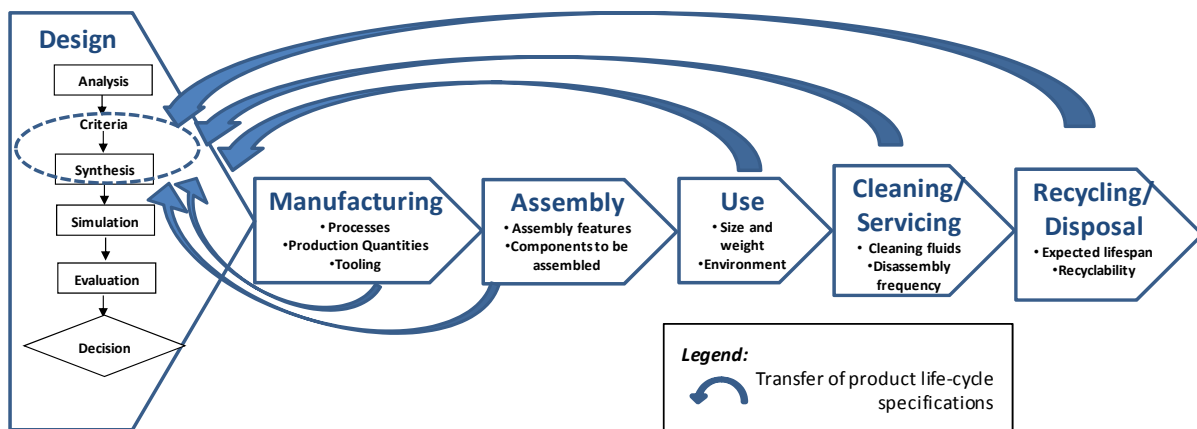 Design
Analysis
Criteria
Synthesis
Simulation
Evaluation
Decision
Manufacturing
• Processes
•Production Quantities
•Tooling
Assembly
• Assembly features
•Components to be
assembled
Use
• Size and
weight
•Environment
Cleaning/
Servicing
• Cleaning fluids
•Disassembly
frequency
Recycling/
Disposal
• Expected lifespan
•Recyclability
Legend:
Transfer of product life-cycle
specifications